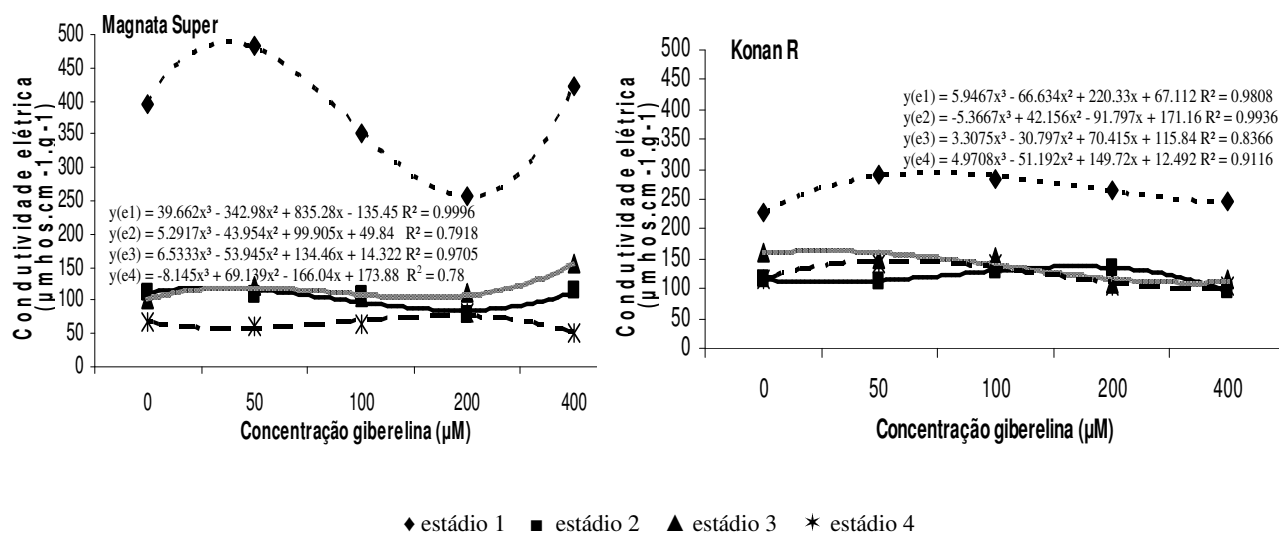 Magnata Super
Condutividade elétrica
(µmhos.cm-1.g-1)
500
450
400
350
300
250
200
150
100
50
0
y(e1) = 39.662x³ - 342.98x² + 835.28x - 135.45 R² = 0.9996
y(e2) = 5.2917x³ - 43.954x² + 99.905x + 49.84 R² = 0.7918
y(e3) = 6.5333x³ - 53.945x² + 134.46x + 14.322 R² = 0.9705
y(e4) = -8.145x³ + 69.139x² - 166.04x + 173.88 R² = 0.78
0 50 100 200 400
Concentração giberelina (µM)
Konan R
Condutividade elétrica
(µmhos.cm-1.g-1)
500
450
400
350
300
250
200
150
100
50
0
y(e1) = 5.9467x³ - 66.634x² + 220.33x + 67.112 R² = 0.9808
y(e2) = -5.3667x³ + 42.156x² - 91.797x + 171.16 R² = 0.9936
y(e3) = 3.3075x³ - 30.797x² + 70.415x + 115.84 R² = 0.8366
y(e4) = 4.9708x³ - 51.192x² + 149.72x + 12.492 R² = 0.9116
0 50 100 200 400
Concentração giberelina (µM)
estádio 1 estádio 2 estádio 3 estádio 4